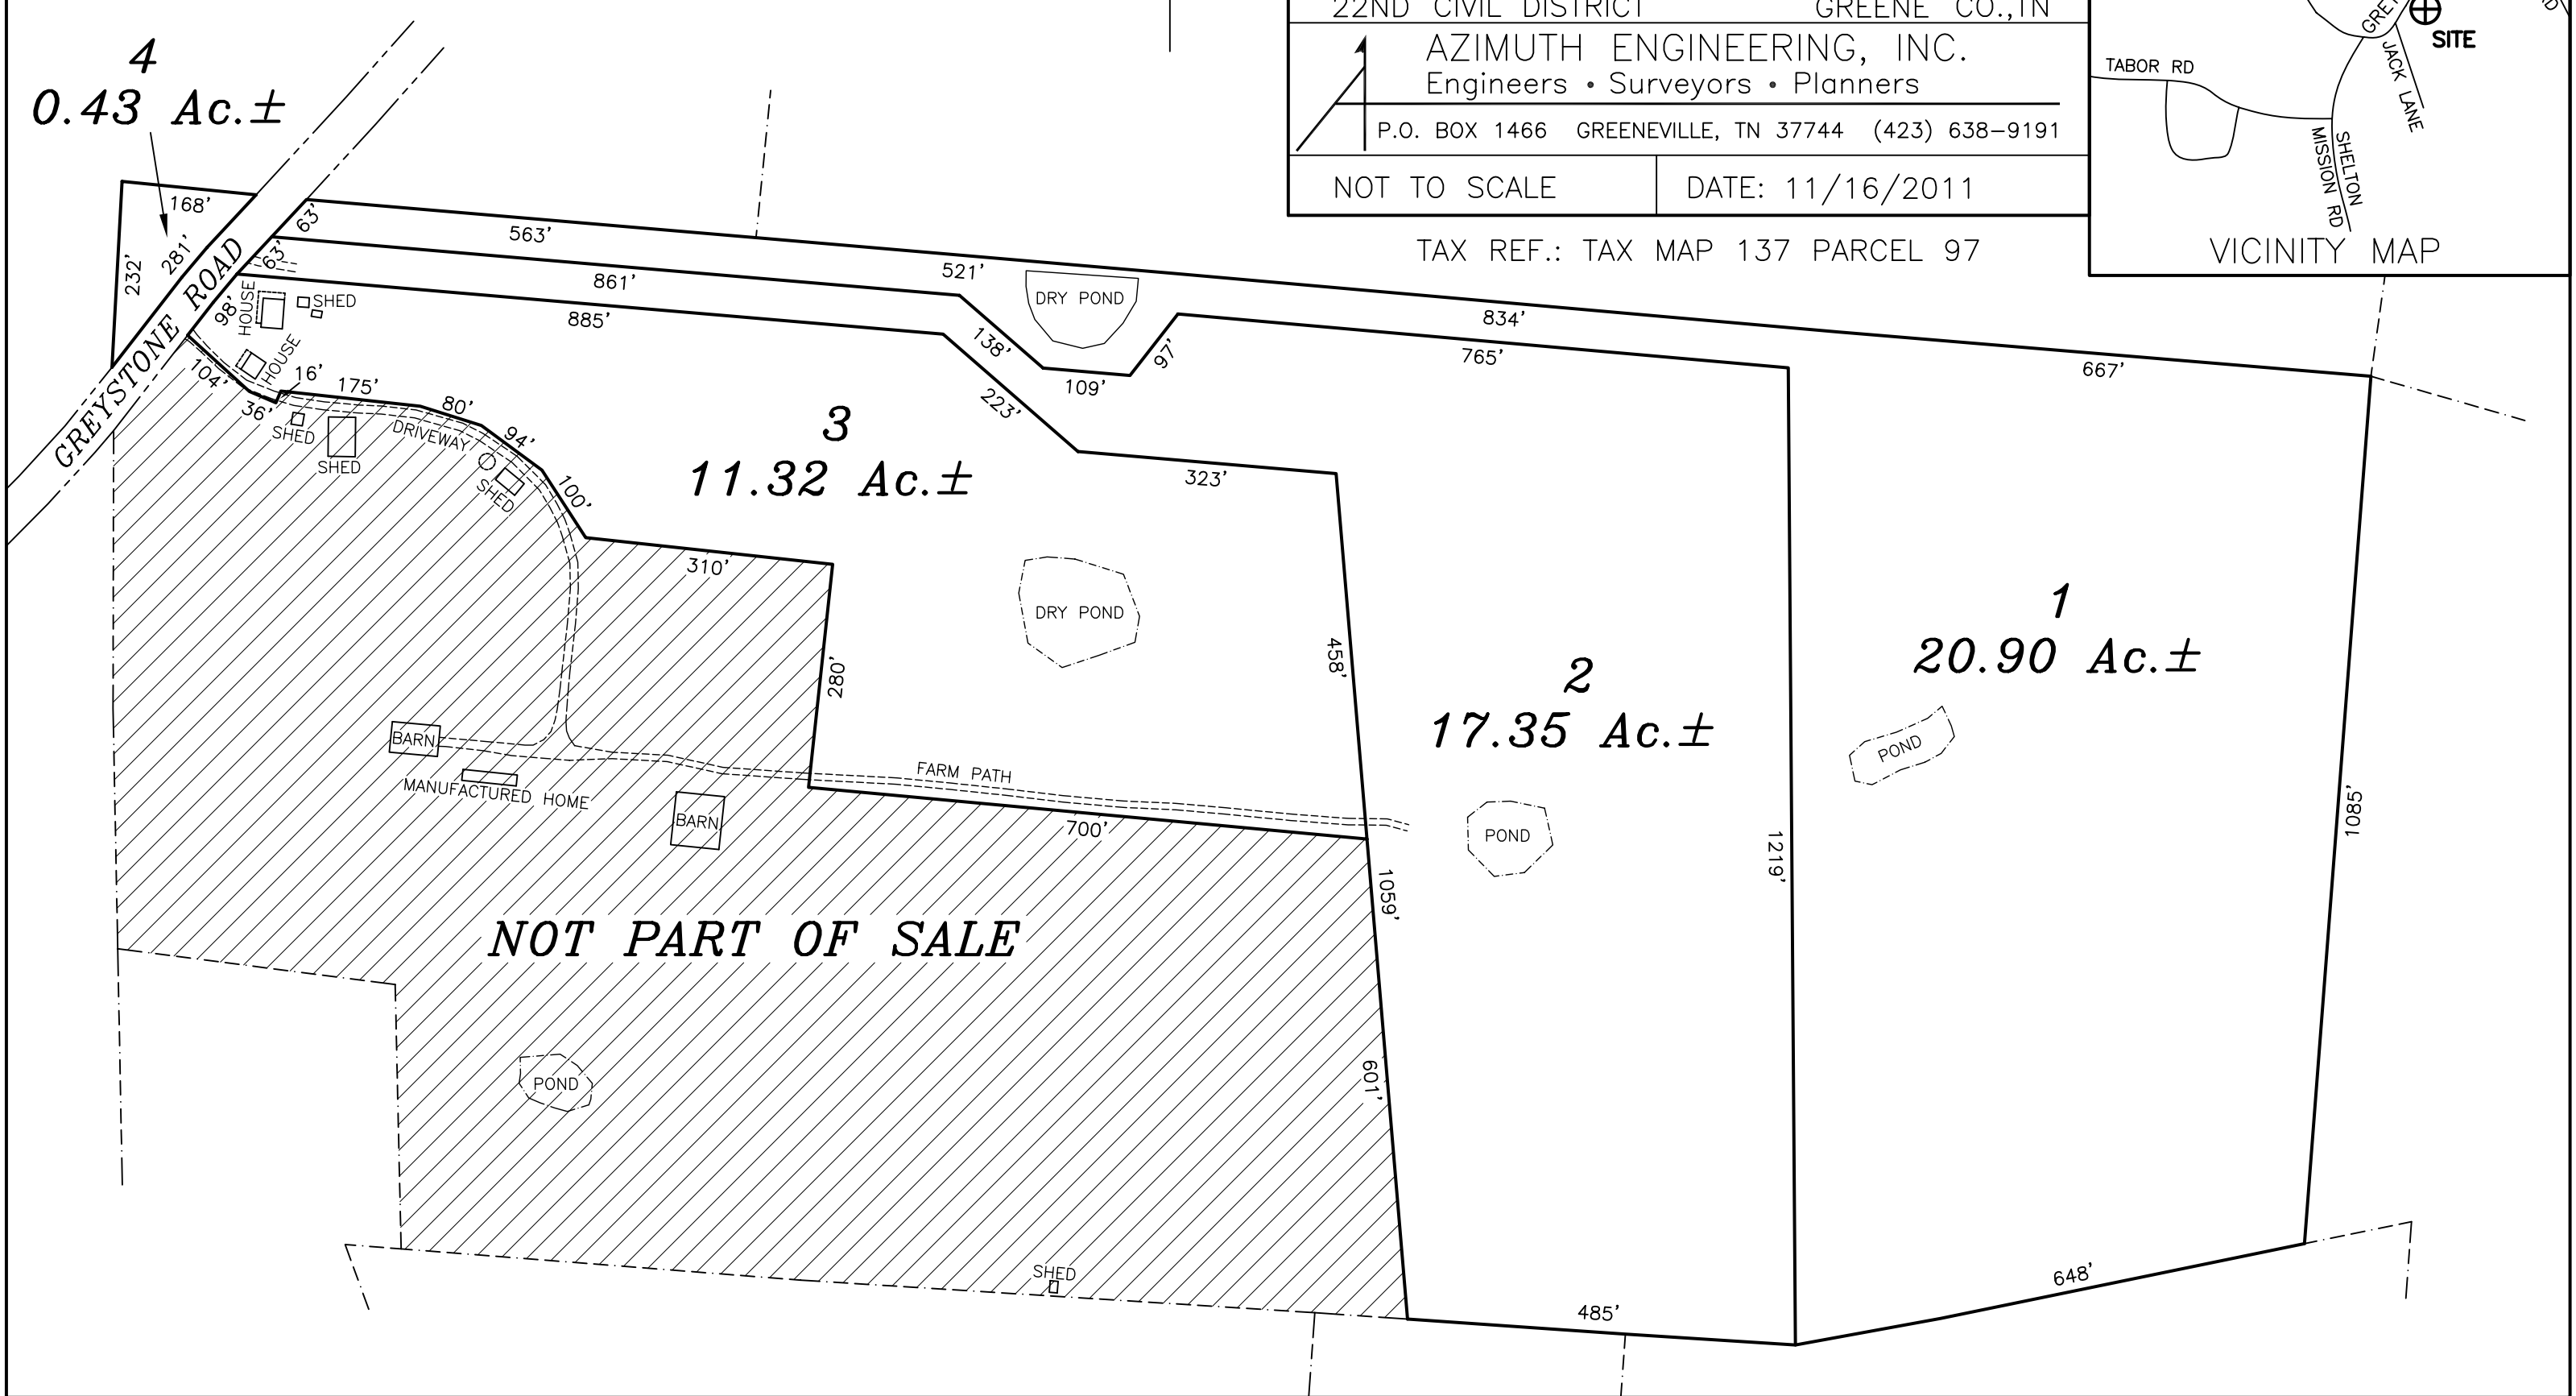 22ND CIVIL DISTRICT GREENE CO.,TN
AZIMUTH ENGINEERING, INC.
Engineers • Surveyors • Planners
P.O. BOX 1466 GREENEVILLE, TN 37744 (423) 638-9191
NOT TO SCALE
DATE: 11/16/2011
TAX REF.: TAX MAP 137 PARCEL 97
SITE
JACK LANE
TABOR RD
SHELTON
MISSION RD
VICINITY MAP
4
0.43 Ac.±
168'
232'
281'
GREYSTONE ROAD
63'
63'
98'
563'
521'
834'
667'
861'
885'
138'
109'
97'
765'
DRY POND
HOUSE
SHED
HOUSE
104'
36'
16'
175'
80'
94'
100'
SHED
SHED
DRIVEWAY
SHED
310'
280'
223'
323'
3
11.32 Ac.±
DRY POND
458'
FARM PATH
700'
BARN
MANUFACTURED HOME
BARN
NOT PART OF SALE
POND
SHED
2
17.35 Ac.±
POND
1059'
601'
485'
1219'
1
20.90 Ac.±
POND
1085'
648'